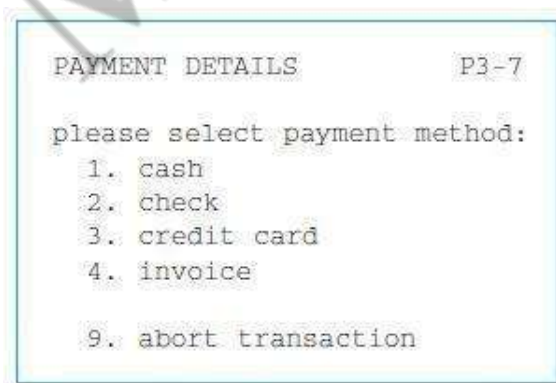 PAYMENT DETAILS P3-7
please select payment method:
1. cash
2. check
3. credit card
4. invoice
9. abort transaction